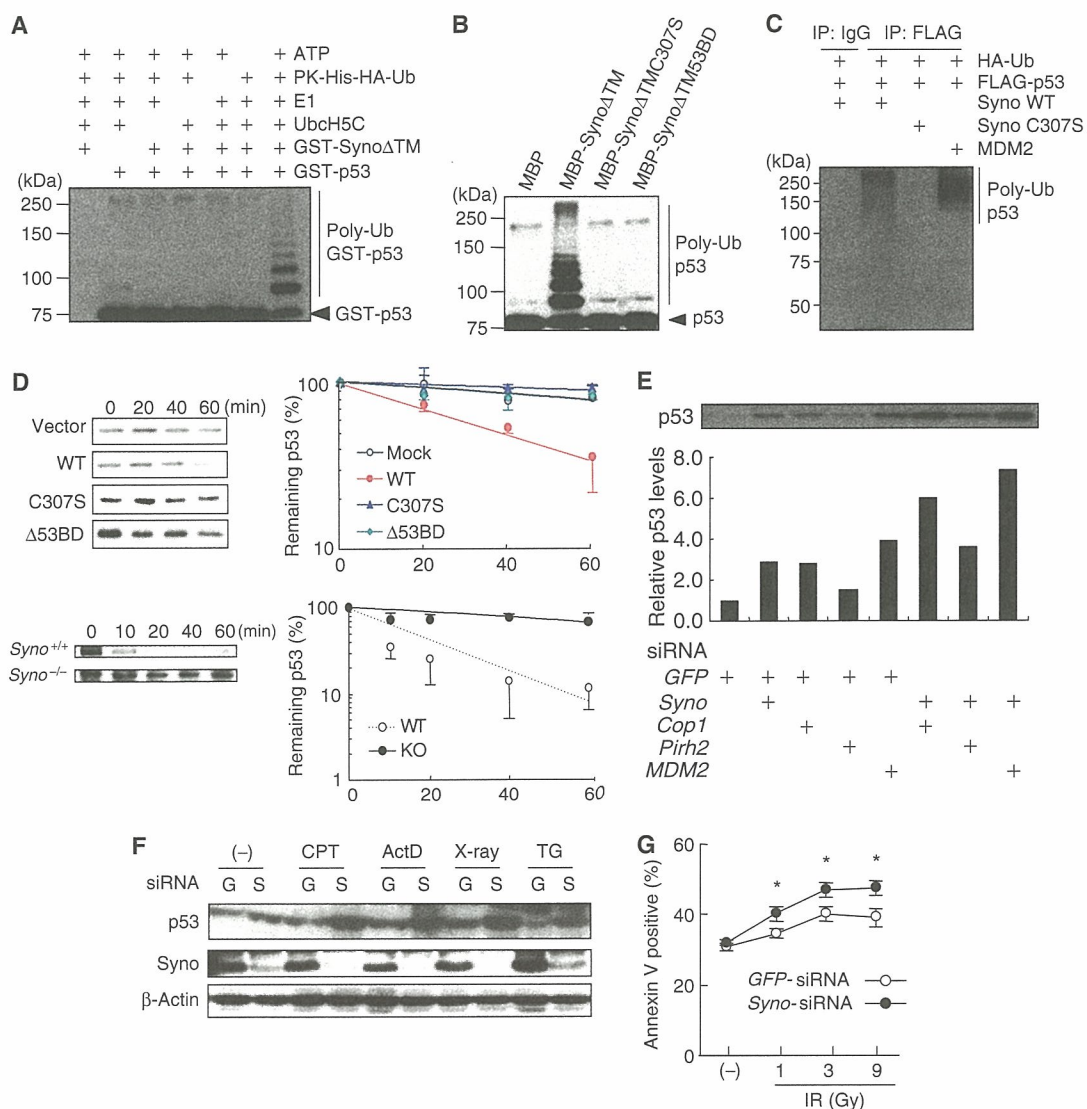 A
+ + + + + + ATP
+ + + + + + PK-His-HA-Ub
+ + + + + + E1
+ + + + + + UbcH5C
+ + + + + + GST-SynoΔTM
+ + + + + + GST-p53
(kDa)
250
150
100
75
Poly-Ub
GST-p53
GST-p53
B
MBP
MBP-SynoΔTM
MBP-SynoΔTMC307S
MBP-SynoΔTM53BD
(kDa)
250
150
100
75
Poly-Ub
p53
p53
C
IP: IgG IP: FLAG
+ + + + HA-Ub
+ + + + FLAG-p53
+ + Syno WT
+ Syno C307S
+ MDM2
(kDa)
250
150
100
75
50
Poly-Ub
p53
D
0 20 40 60 (min)
Vector
WT
C307S
Δ53BD
Remaining p53 (%)
100
10
0 20 40 60
Mock
WT
C307S
Δ53BD
0 10 20 40 60 (min)
Syno+/+
Syno−/−
Remaining p53 (%)
100
10
1
0 20 40 60
WT
KO
E
p53
Relative p53 levels
8.0
6.0
4.0
2.0
0.0
siRNA
GFP + + + + +
Syno + + + +
Cop1 + +
Pirh2 + +
MDM2 + +
F
(-) CPT ActD X-ray TG
siRNA G S G S G S G S G S
p53
Syno
β-Actin
G
Annexin V positive (%)
60
40
20
0
* * *
GFP-siRNA
Syno-siRNA
(-) 1 3 9
IR (Gy)